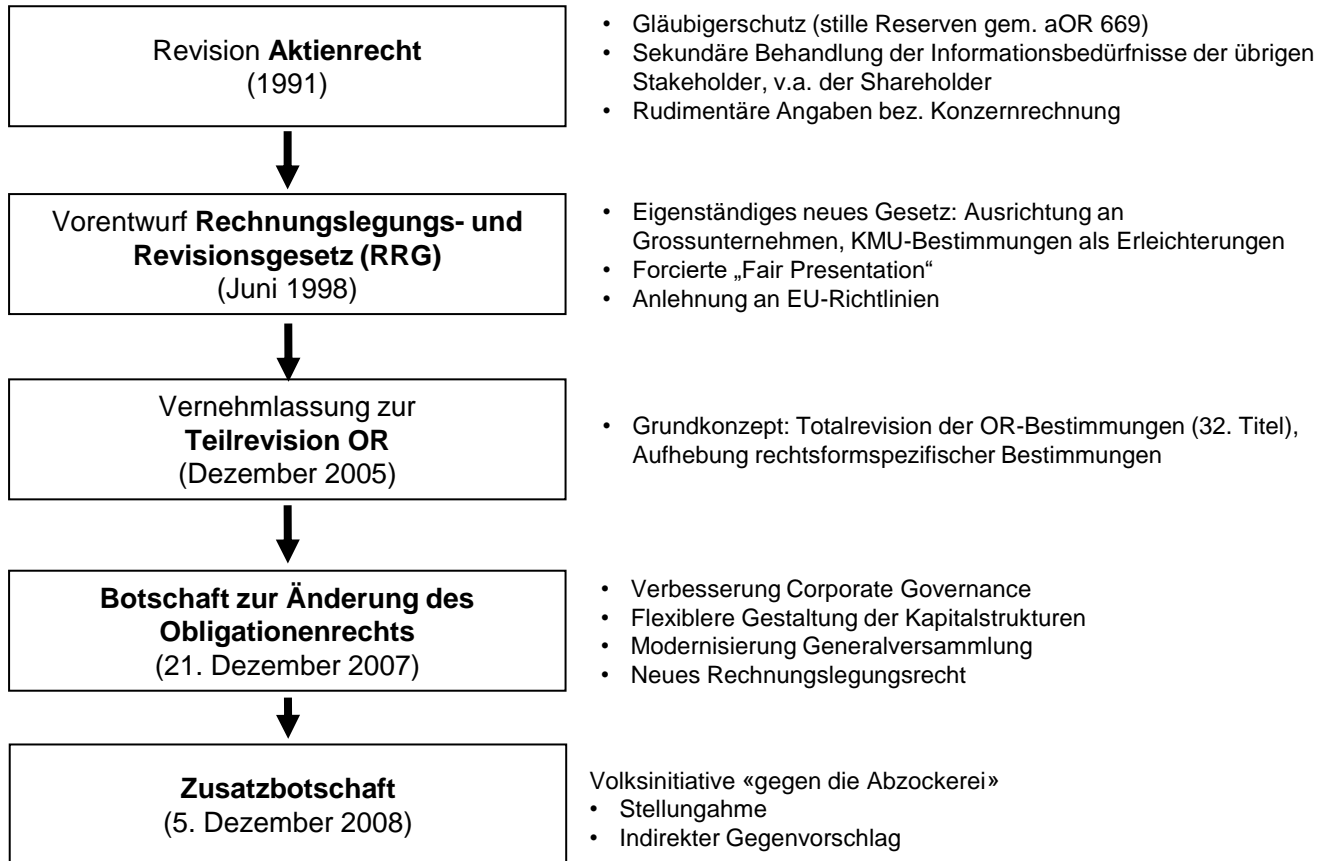 Revision Aktienrecht
(1991)
• Gläubigerschutz (stille Reserven gem. aOR 669)
• Sekundäre Behandlung der Informationsbedürfnisse der übrigen
Stakeholder, v.a. der Shareholder
• Rudimentäre Angaben bez. Konzernrechnung
Vorentwurf Rechnungslegungs- und
Revisionsgesetz (RRG)
(Juni 1998)
• Eigenständiges neues Gesetz: Ausrichtung an
Grossunternehmen, KMU-Bestimmungen als Erleichterungen
• Forcierte „Fair Presentation“
• Anlehnung an EU-Richtlinien
Vernehmlassung zur
Teilrevision OR
(Dezember 2005)
• Grundkonzept: Totalrevision der OR-Bestimmungen (32. Titel),
Aufhebung rechtsformspezifischer Bestimmungen
Botschaft zur Änderung des
Obligationenrechts
(21. Dezember 2007)
• Verbesserung Corporate Governance
• Flexiblere Gestaltung der Kapitalstrukturen
• Modernisierung Generalversammlung
• Neues Rechnungslegungsrecht
Zusatzbotschaft
(5. Dezember 2008)
Volksinitiative «gegen die Abzockerei»
• Stellungahme
• Indirekter Gegenvorschlag